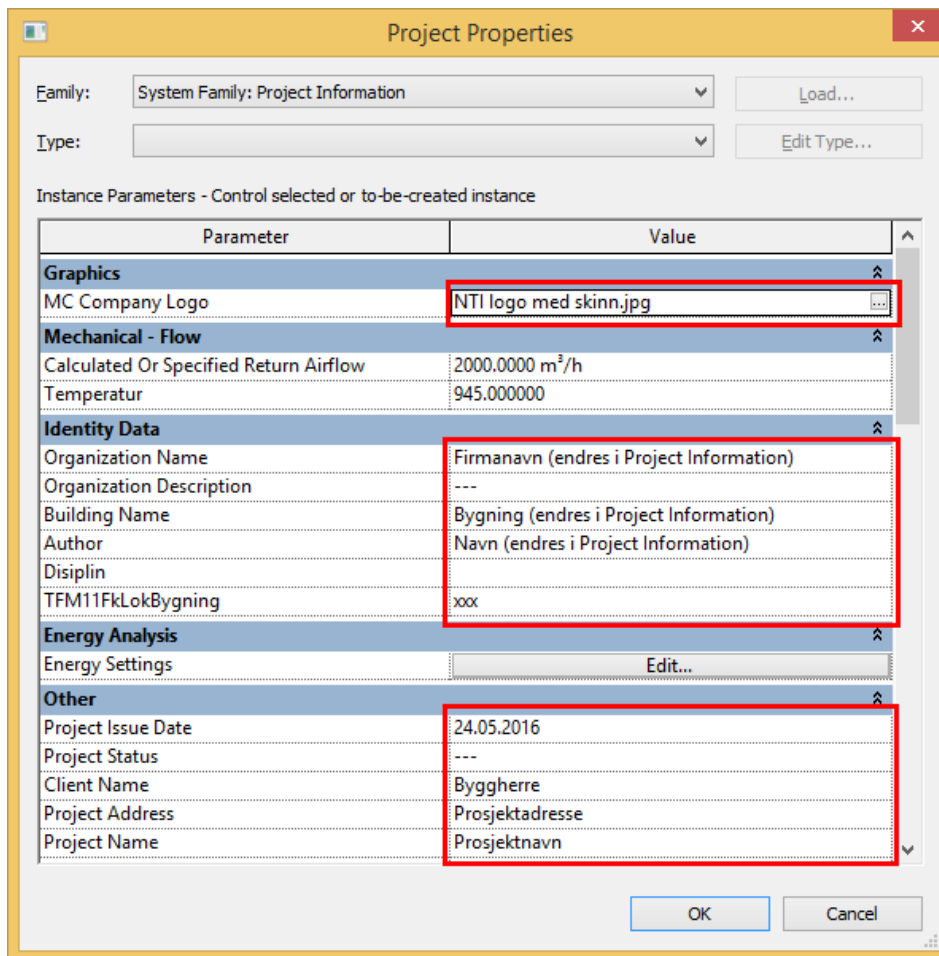 Project Properties
Family: System Family: Project Information Load...
Type: Edit Type...
Instance Parameters - Control selected or to-be-created instance
Parameter Value
Graphics
MC Company Logo NTI logo med skinn.jpg ...
Mechanical - Flow
Calculated Or Specified Return Airflow 2000.0000 m³/h
Temperatur 945.000000
Identity Data
Organization Name Firmanavn (endres i Project Information)
Organization Description ---
Building Name Bygning (endres i Project Information)
Author Navn (endres i Project Information)
Disiplin
TFM11FkLokBygning xxx
Energy Analysis
Energy Settings Edit...
Other
Project Issue Date 24.05.2016
Project Status ---
Client Name Byggherre
Project Address Prosjektadresse
Project Name Prosjektnavn
OK Cancel